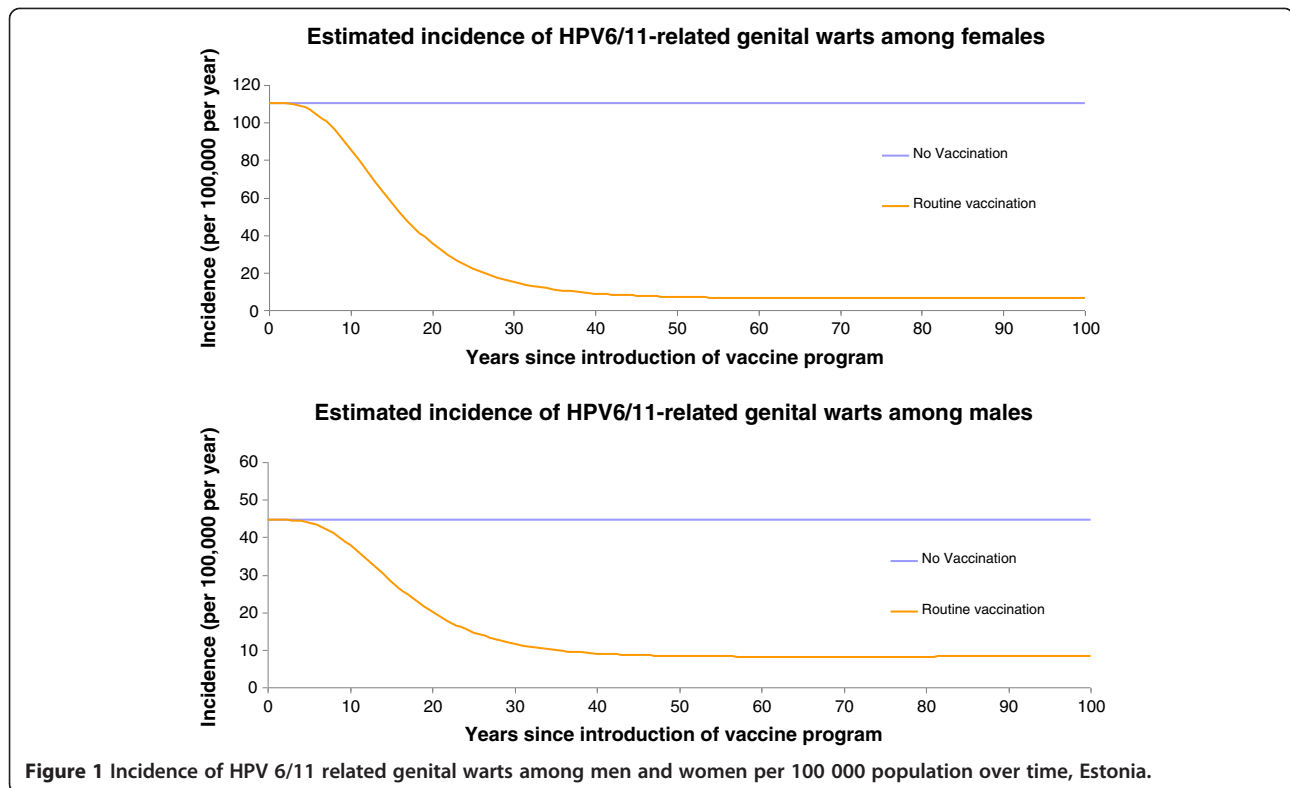 Estimated incidence of HPV6/11-related genital warts among females
Incidence (per 100,000 per year)
120
100
80
60
40
20
0
No Vaccination
Routine vaccination
0 10 20 30 40 50 60 70 80 90 100
Years since introduction of vaccine program
Estimated incidence of HPV6/11-related genital warts among males
Incidence (per 100,000 per year)
60
50
40
30
20
10
0
No Vaccination
Routine vaccination
0 10 20 30 40 50 60 70 80 90 100
Years since introduction of vaccine program
Figure 1 Incidence of HPV 6/11 related genital warts among men and women per 100 000 population over time, Estonia.